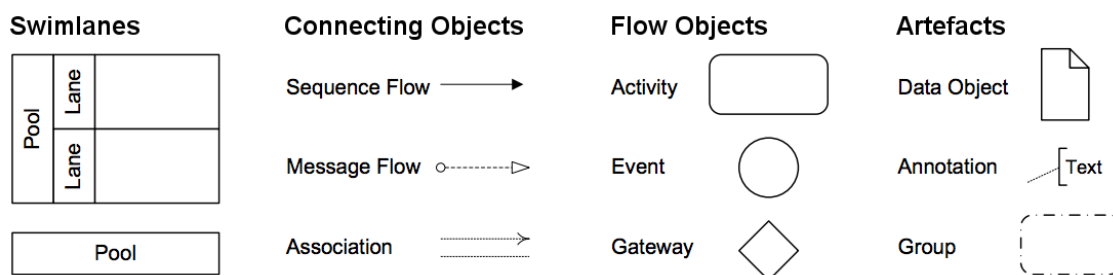 Swimlanes
Pool
Lane
Lane
Pool
Connecting Objects
Sequence Flow
Message Flow
Association
Flow Objects
Activity
Event
Gateway
Artefacts
Data Object
Annotation
Text
Group